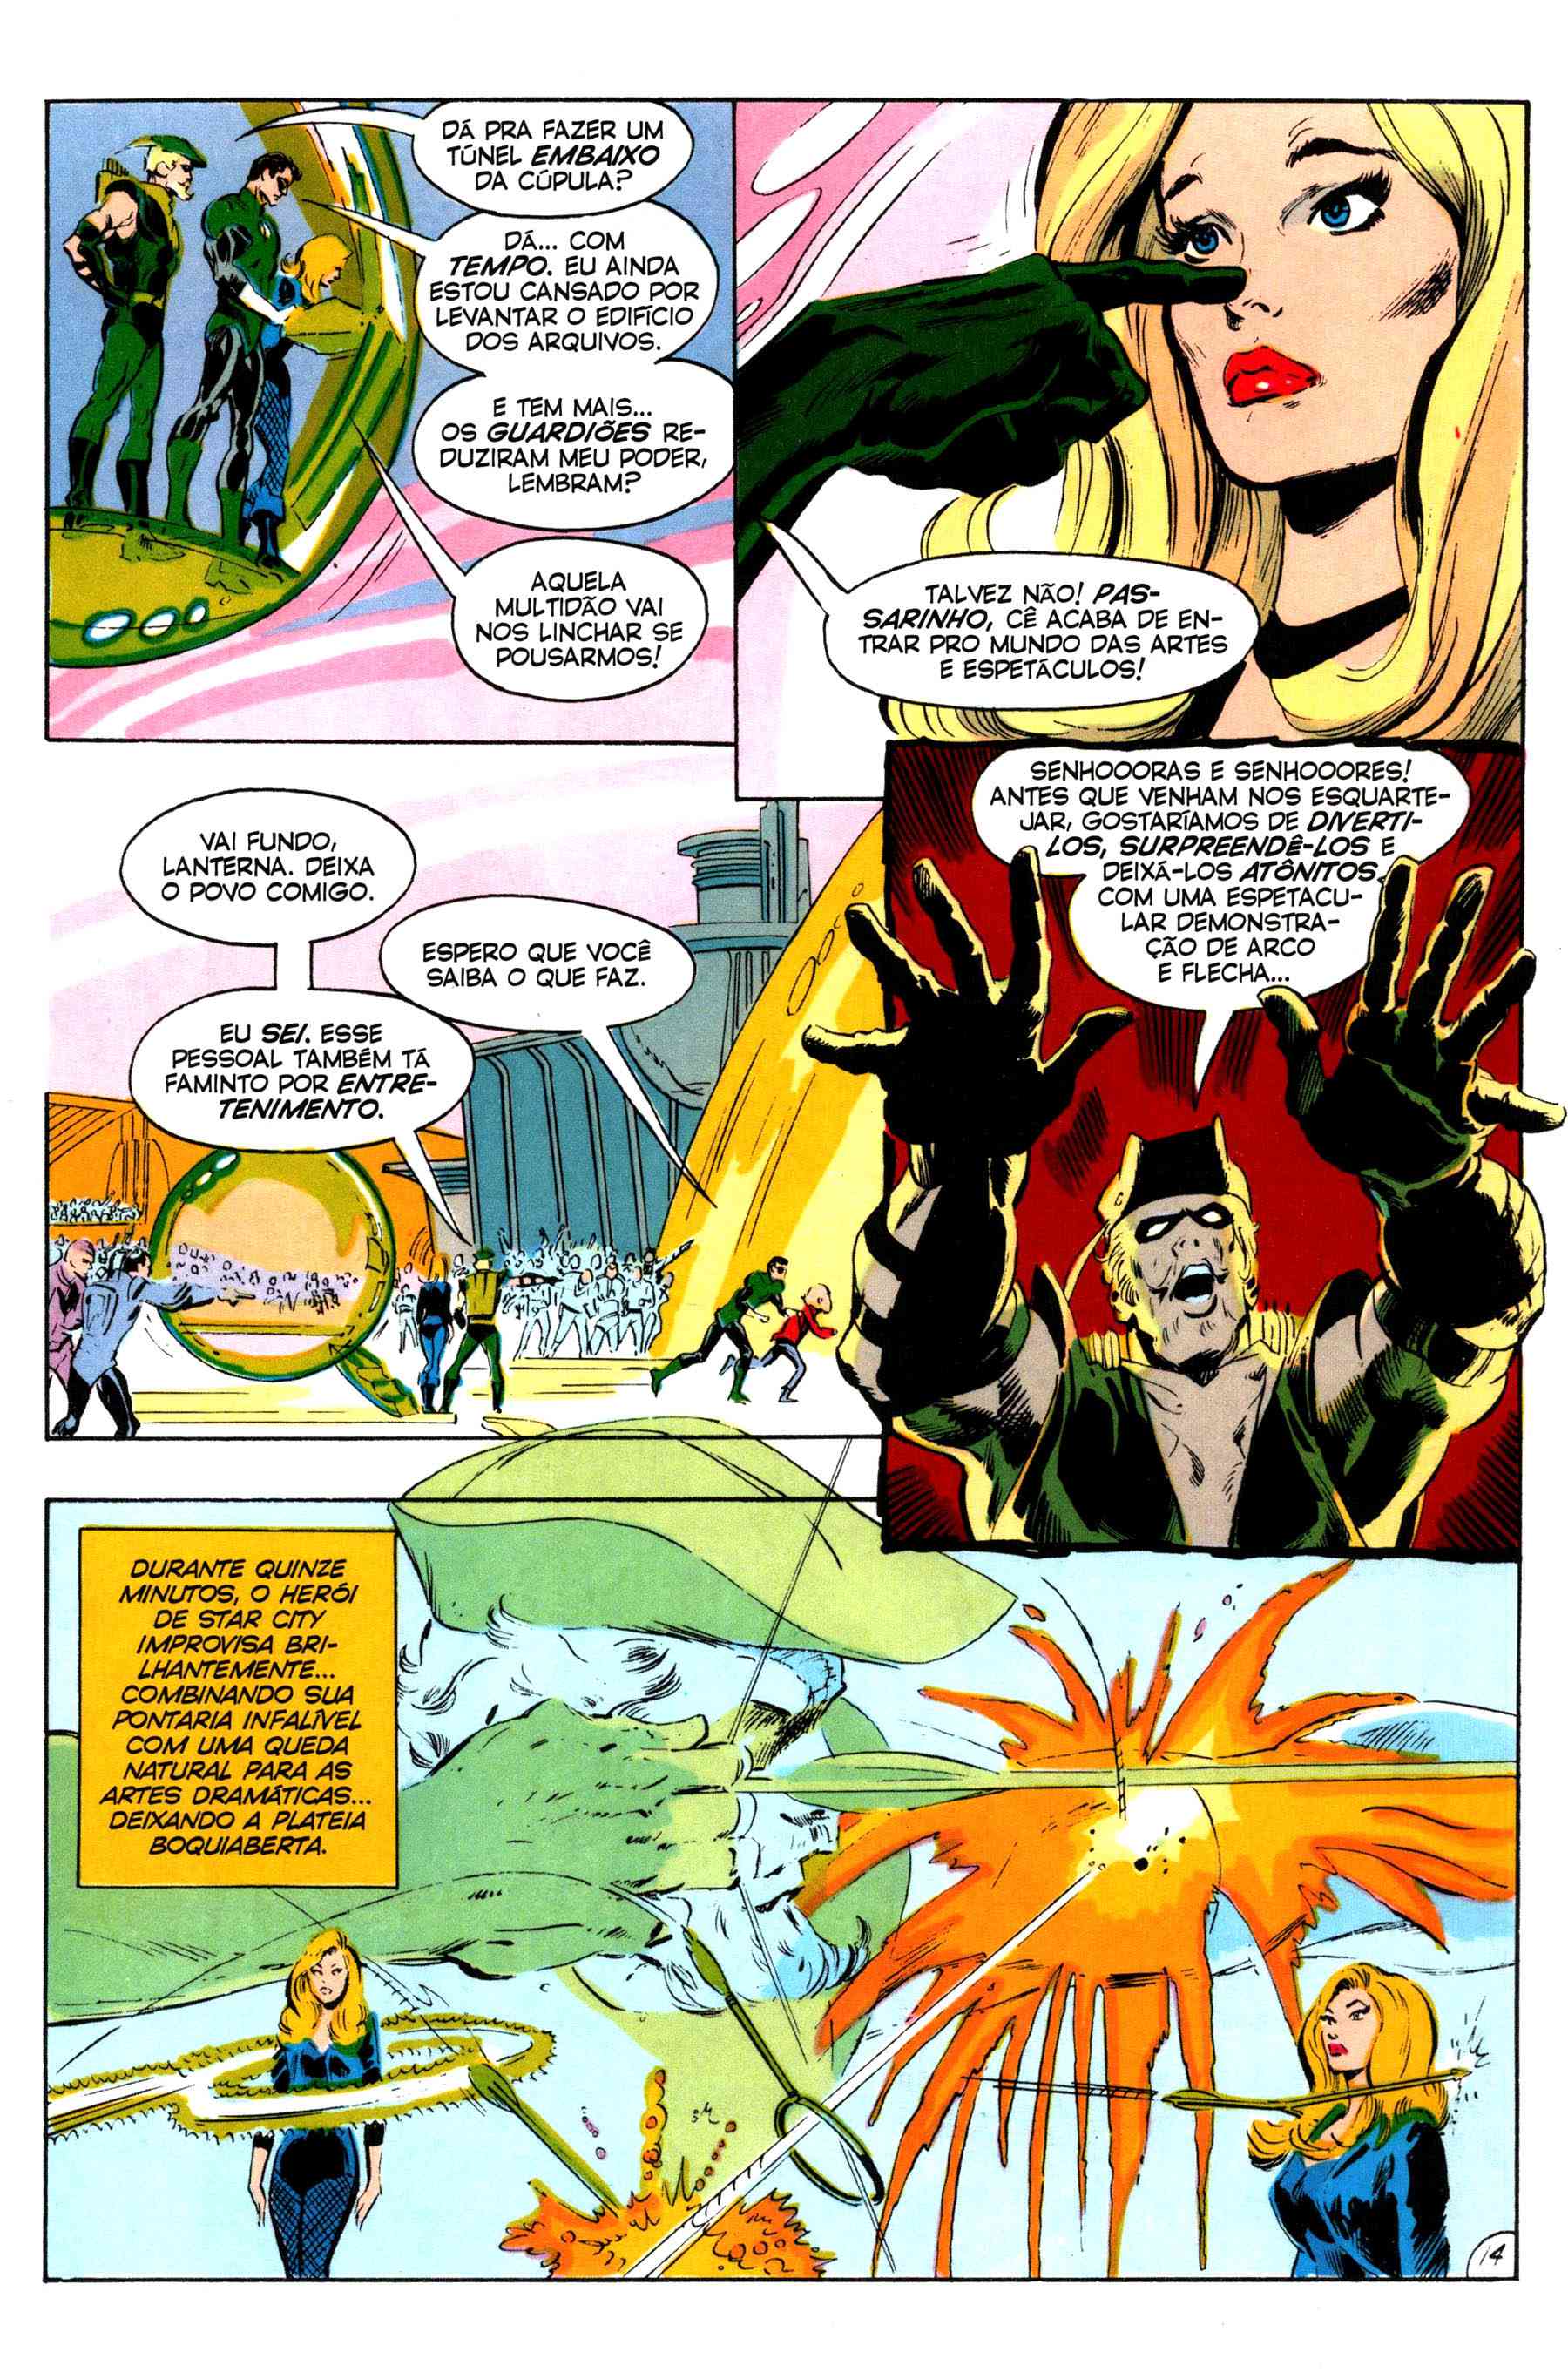 DÁ PRA FAZER UM
TÚNEL EMBAIXO
DA CÚPULA?
DÁ... COM
TEMPO. EU AINDA
ESTOU CANSADO POR
LEVANTAR O EDIFÍCIO
DOS ARQUIVOS.
E TEM MAIS...
OS GUARDIÕES RE-
DUZIRAM MEU PODER,
LEMBRAM?
AQUELA
MULTIDÃO VAI
NOS LINCHAR SE
POUSARMOS!
TALVEZ NÃO! PAS-
SARINHO, CÊ ACABA DE EN-
TRAR PRO MUNDO DAS ARTES
E ESPETÁCULOS!
VAI FUNDO,
LANTERNA. DEIXA
O POVO COMIGO.
ESPERO QUE VOCÊ
SAIBA O QUE FAZ.
EU SEI. ESSE
PESSOAL TAMBÉM TÁ
FAMINTO POR ENTRE-
TENIMENTO.
SENHOOORAS E SENHOOORES!
ANTES QUE VENHAM NOS ESQUARTE-
JAR, GOSTARÍAMOS DE DIVERTI-
LOS, SURPREENDÊ-LOS E
DEIXÁ-LOS ATÔNITOS
COM UMA ESPETACU-
LAR DEMONSTRA-
ÇÃO DE ARCO
E FLECHA...
DURANTE QUINZE
MINUTOS, O HERÓI
DE STAR CITY
IMPROVISA BRI-
LHANTEMENTE...
COMBINANDO SUA
PONTARIA INFALÍVEL
COM UMA QUEDA
NATURAL PARA AS
ARTES DRAMÁTICAS...
DEIXANDO A PLATEIA
BOQUIABERTA.
14